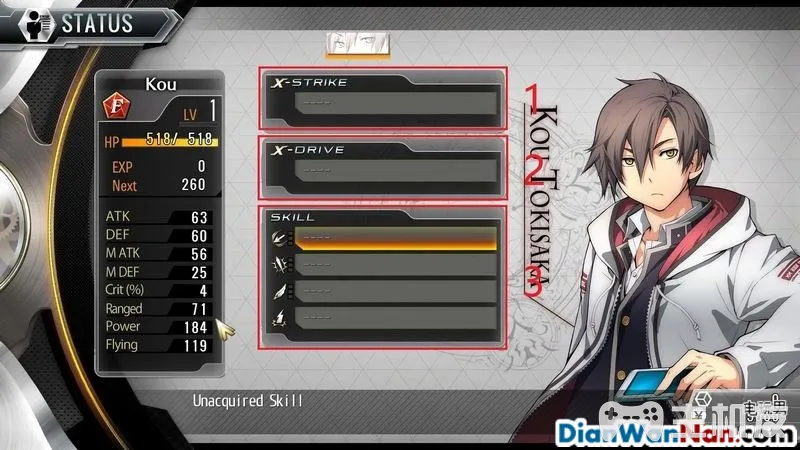 STATUS
Kou
F
LV 1
HP 518/ 518
EXP 0
Next 260
ATK 63
DEF 60
M ATK 56
M DEF 25
Crit (%) 4
Ranged 71
Power 184
Flying 119
X-STRIKE
----
1
X-DRIVE
----
2
SKILL
----
----
----
----
3
KOU TOKISAKA
Unacquired Skill
DianWanNan.com